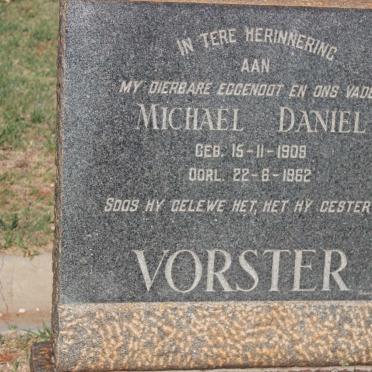 IN TERE HERINNERING
AAN
MY DIERBARE EGGENOOT EN ONS VADE
MICHAEL DANIEL
GEB. 15-11-1909
OORL. 22-6-1962
SOOS HY GELEWE HET, HET HY GESTER
VORSTER